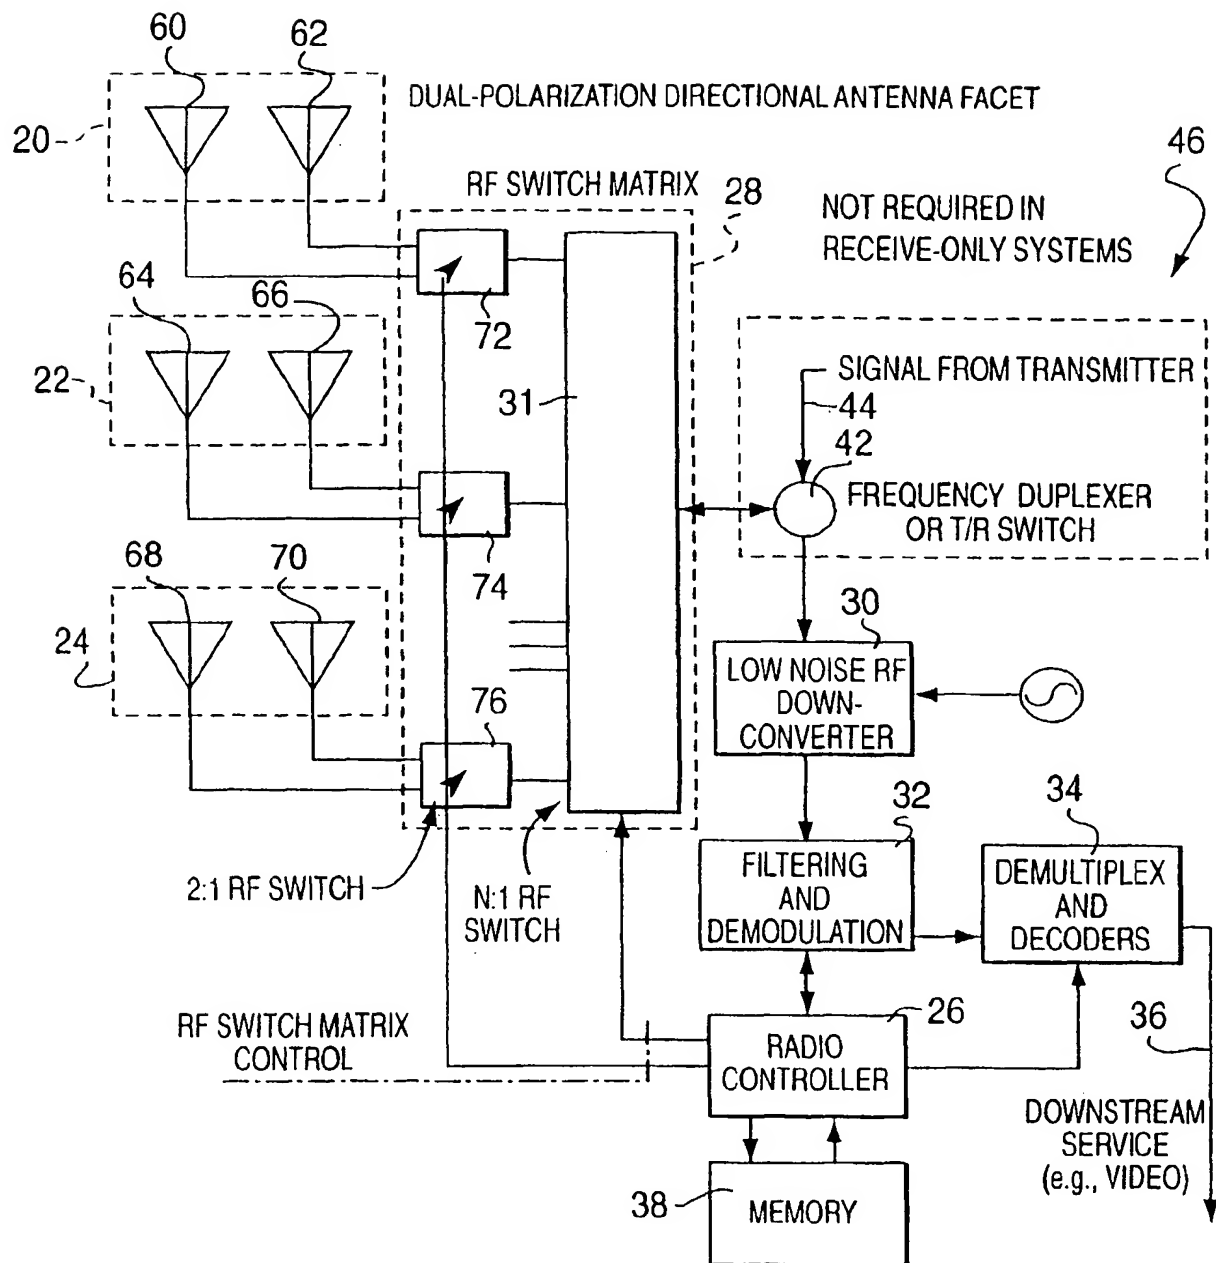 60
62
DUAL-POLARIZATION DIRECTIONAL ANTENNA FACET
20
46
RF SWITCH MATRIX
28
NOT REQUIRED IN
RECEIVE-ONLY SYSTEMS
64
66
72
22
31
SIGNAL FROM TRANSMITTER
44
42
FREQUENCY DUPLEXER
OR T/R SWITCH
74
68
70
24
30
LOW NOISE RF
DOWN-
CONVERTER
76
32
34
2:1 RF SWITCH
N:1 RF
SWITCH
FILTERING
AND
DEMODULATION
DEMULTIPLEX
AND
DECODERS
RF SWITCH MATRIX
CONTROL
26
RADIO
CONTROLLER
36
DOWNSTREAM
SERVICE
(e.g., VIDEO)
38
MEMORY